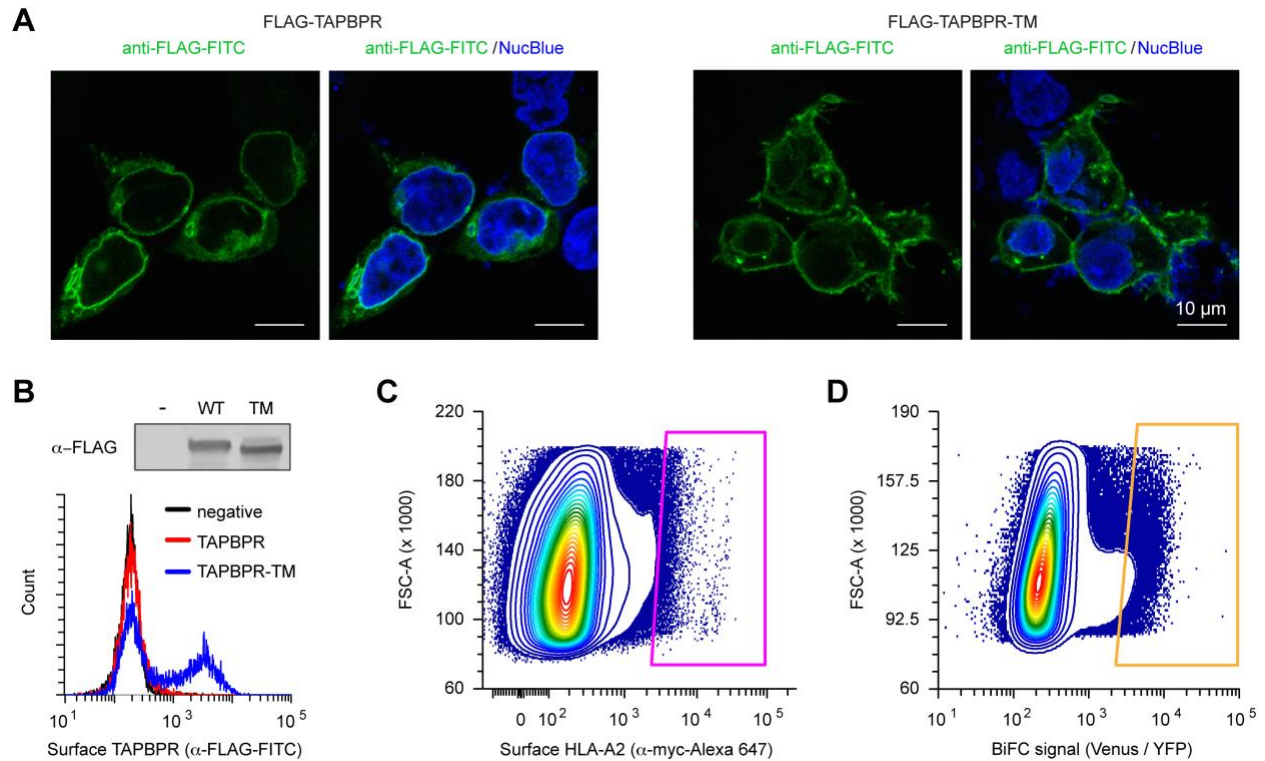 A
FLAG-TAPBPR
FLAG-TAPBPR-TM
anti-FLAG-FITC
anti-FLAG-FITC /NucBlue
anti-FLAG-FITC
anti-FLAG-FITC /NucBlue
10 μm
B
- WT TM
α–FLAG
negative
TAPBPR
TAPBPR-TM
Count
10^1 10^3 10^5
Surface TAPBPR (α-FLAG-FITC)
C
220
180
140
100
60
FSC-A (x 1000)
0 10^2 10^3 10^4 10^5
Surface HLA-A2 (α-myc-Alexa 647)
D
190
157.5
125
92.5
60
FSC-A (x 1000)
10^1 10^2 10^3 10^4 10^5
BiFC signal (Venus / YFP)